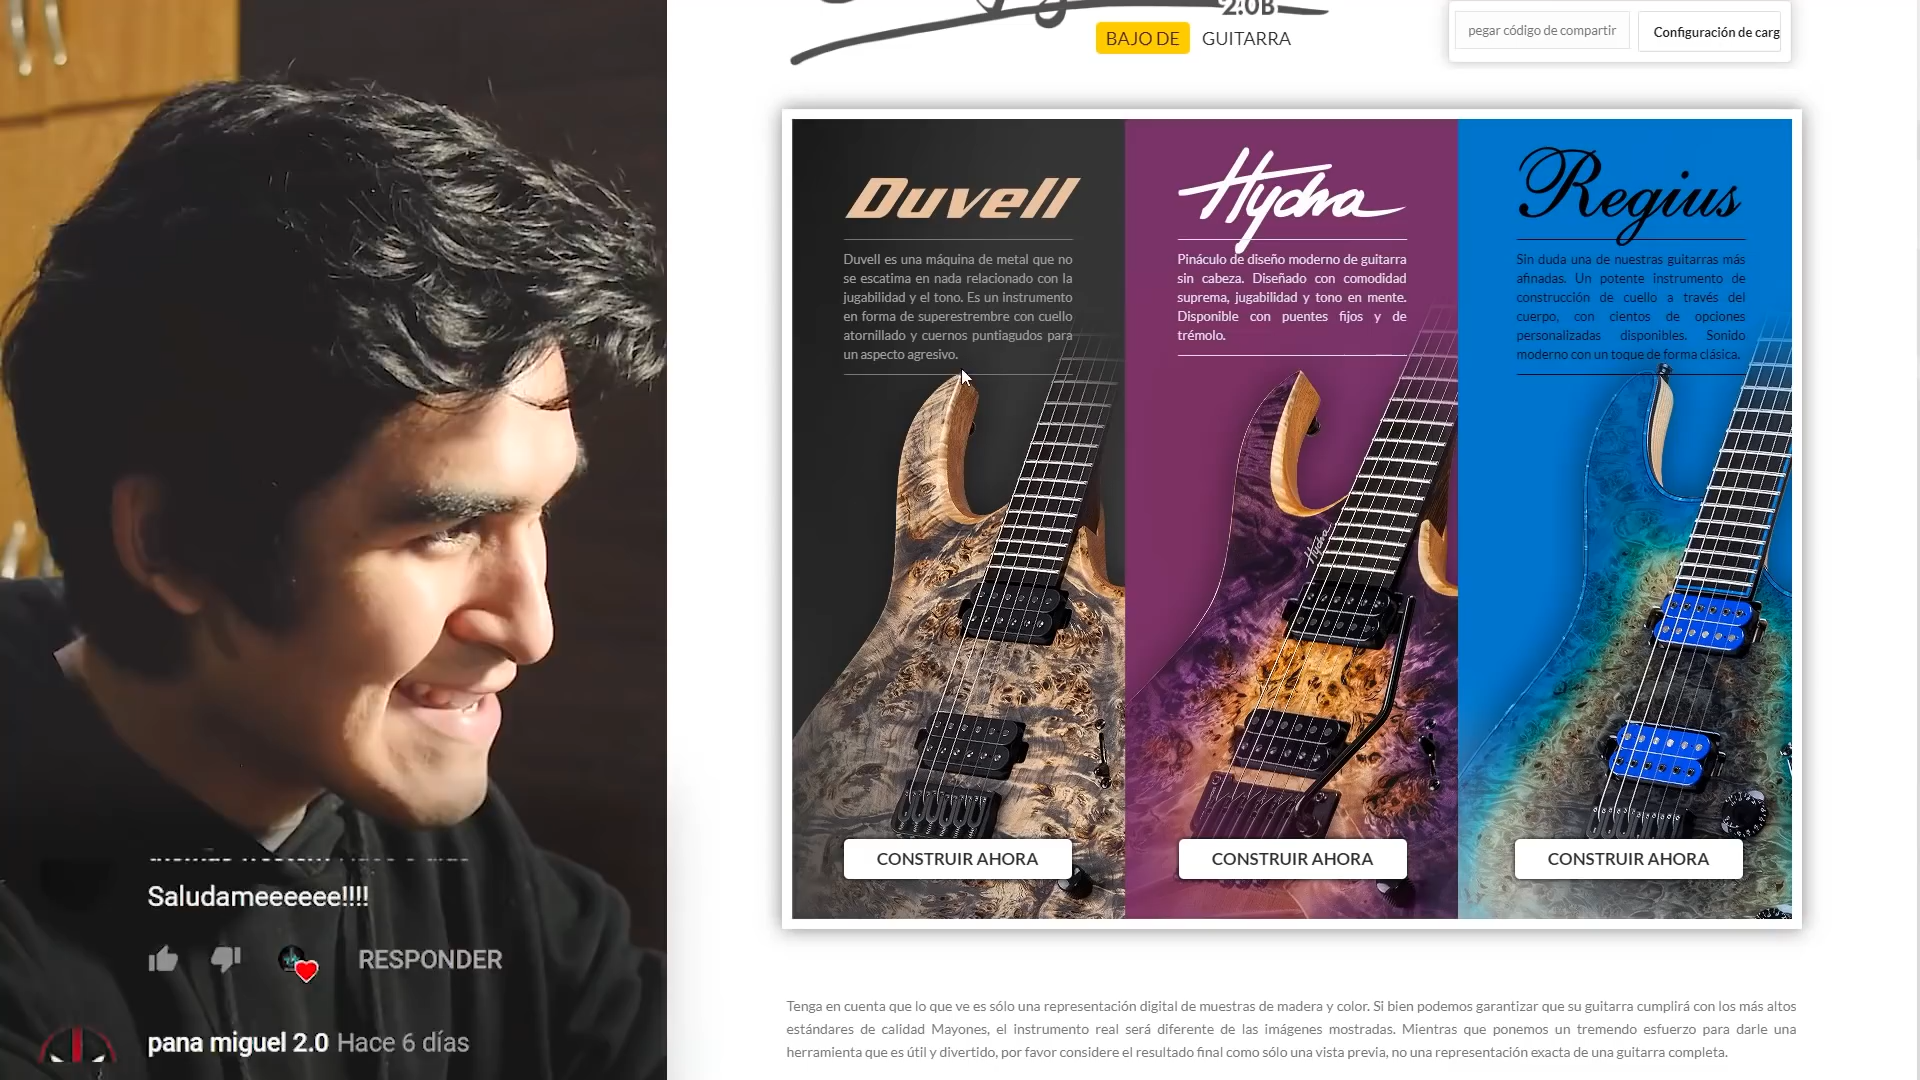 2.0B
BAJO DE GUITARRA
pegar código de compartir
Configuración de carg
Duvell
Duvell es una máquina de metal que no
se escatima en nada relacionado con la
jugabilidad y el tono. Es un instrumento
en forma de superestrembre con cuello
atornillado y cuernos puntiagudos para
un aspecto agresivo.
CONSTRUIR AHORA
Hydra
Pináculo de diseño moderno de guitarra
sin cabeza. Diseñado con comodidad
suprema, jugabilidad y tono en mente.
Disponible con puentes fijos y de
trémolo.
Hydra
CONSTRUIR AHORA
Regius
Sin duda una de nuestras guitarras más
afinadas. Un potente instrumento de
construcción de cuello a través del
cuerpo, con cientos de opciones
personalizadas disponibles. Sonido
moderno con un toque de forma clásica.
CONSTRUIR AHORA
Tenga en cuenta que lo que ve es sólo una representación digital de muestras de madera y color. Si bien podemos garantizar que su guitarra cumplirá con los más altos
estándares de calidad Mayones, el instrumento real será diferente de las imágenes mostradas. Mientras que ponemos un tremendo esfuerzo para darle una
herramienta que es útil y divertido, por favor considere el resultado final como sólo una vista previa, no una representación exacta de una guitarra completa.
Saludameeeeee!!!!
RESPONDER
pana miguel 2.0 Hace 6 días